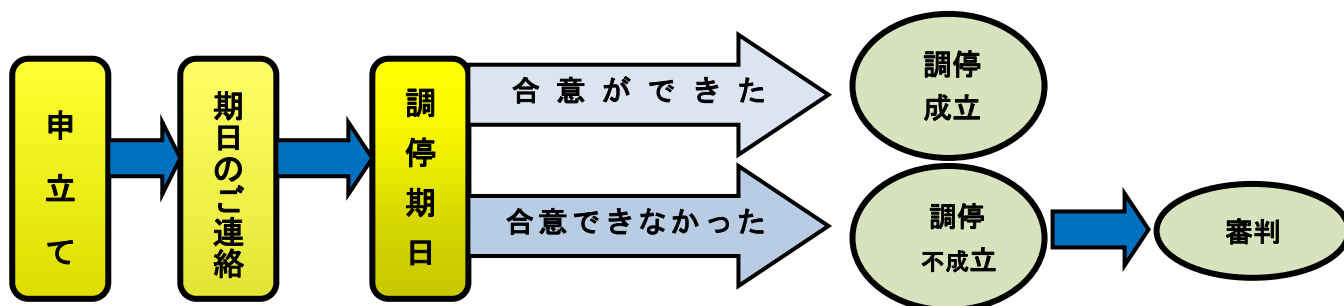 申立て
期日のご連絡
調停期日
合意ができた
合意できなかった
調停
成立
調停
不成立
審判